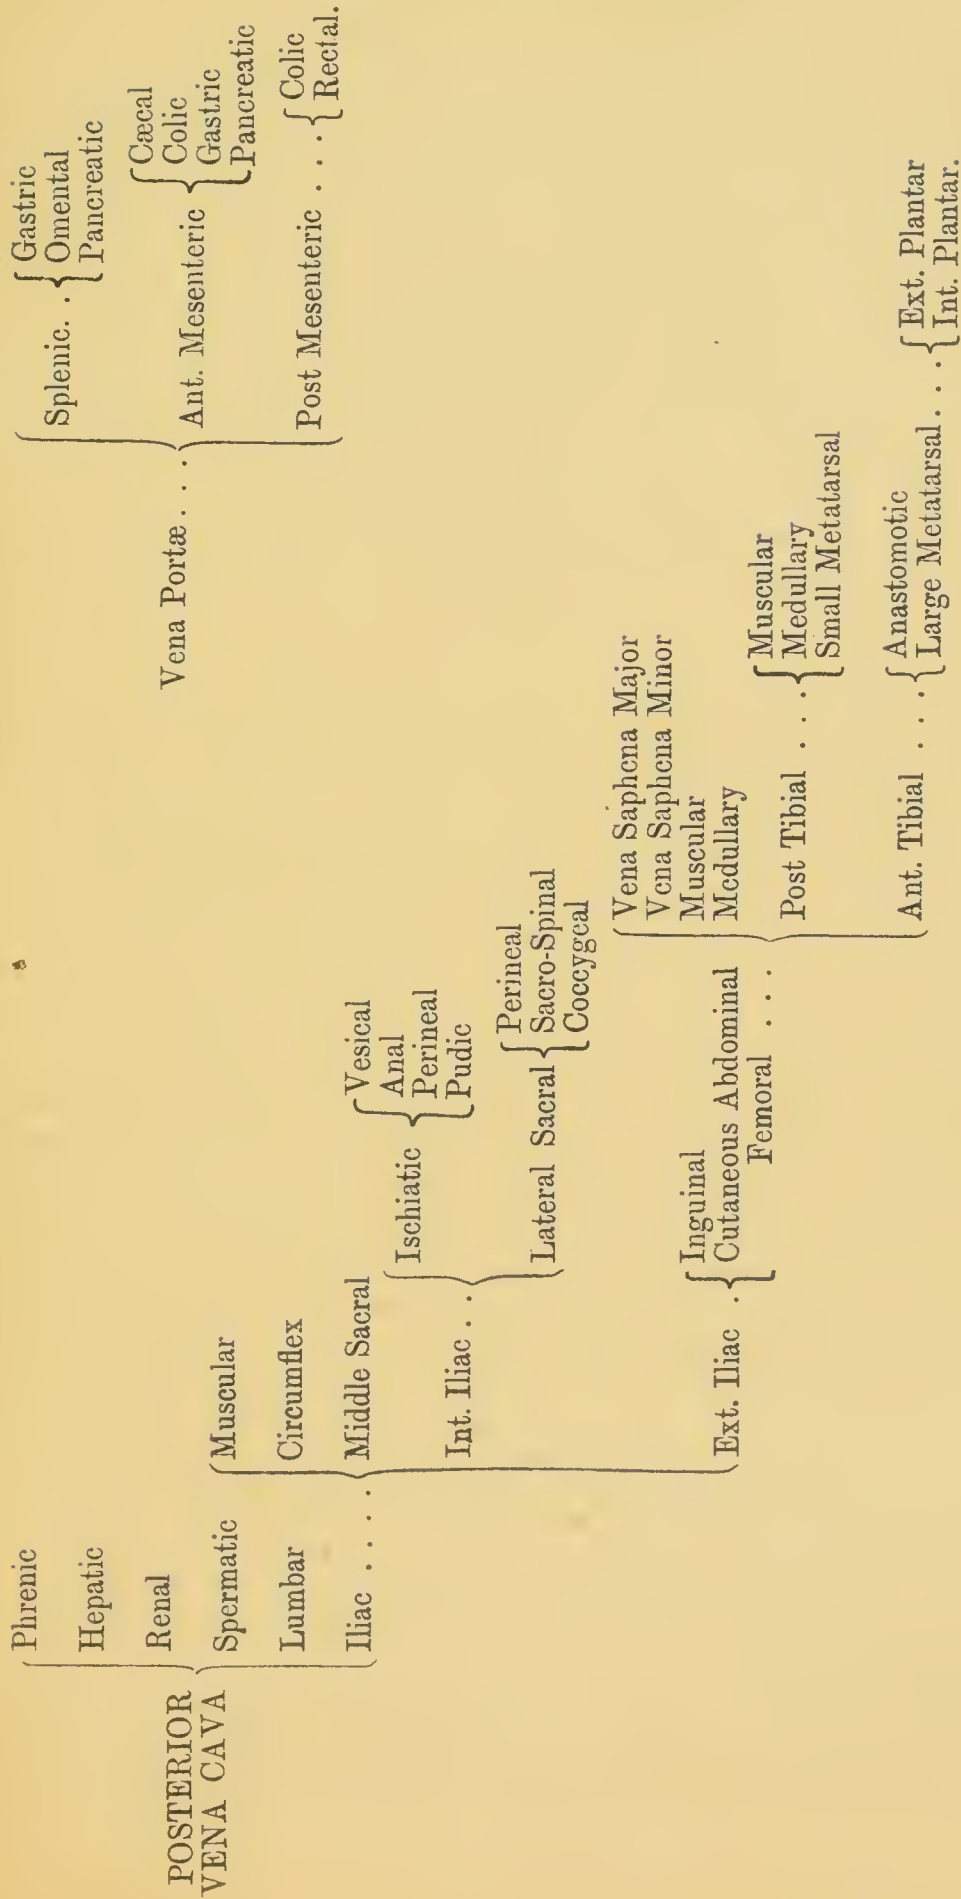 POSTERIOR
VENA CAVA
Phrenic
Hepatic
Renal
Spermatic
Lumbar
Iliac . . . .
Muscular
Circumflex
Middle Sacral
Int. Iliac . .
Ischiatic
Vesical
Anal
Perineal
Pudic
Lateral Sacral
Perineal
Sacro-Spinal
Coccygeal
Ext. Iliac .
Inguinal
Cutaneous Abdominal
Femoral . . .
Vena Saphena Major
Vena Saphena Minor
Muscular
Medullary
Post Tibial . . .
Muscular
Medullary
Small Metatarsal
Ant. Tibial . . .
Anastomotic
Large Metatarsal . . .
Ext. Plantar
Int. Plantar.
Vena Portæ . . .
Splenic. .
Gastric
Omental
Pancreatic
Ant. Mesenteric
Cæcal
Colic
Gastric
Pancreatic
Post Mesenteric . . .
Colic
Rectal.